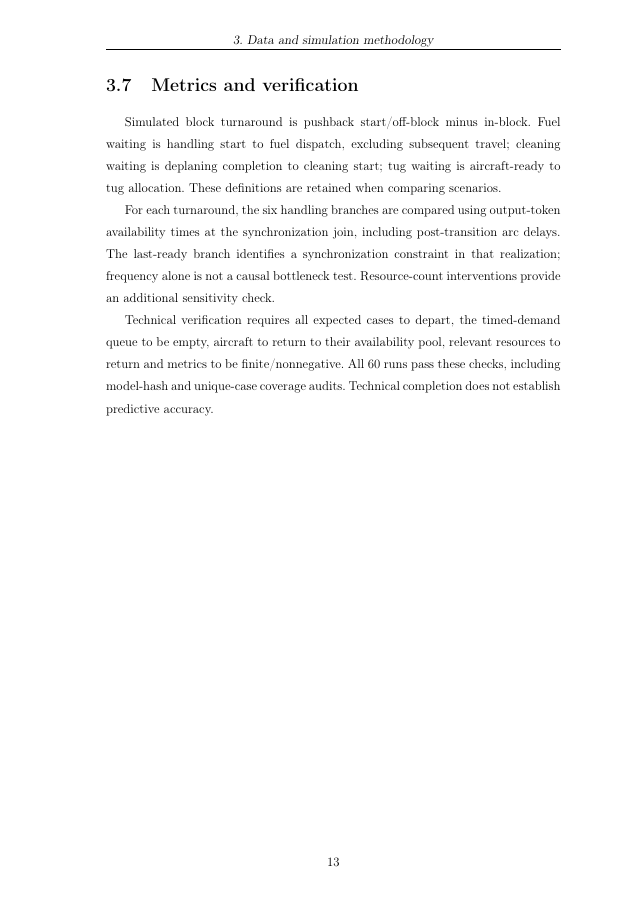 3. Data and simulation methodology
3.7 Metrics and verification
Simulated block turnaround is pushback start/off-block minus in-block. Fuel
waiting is handling start to fuel dispatch, excluding subsequent travel; cleaning
waiting is deplaning completion to cleaning start; tug waiting is aircraft-ready to
tug allocation. These definitions are retained when comparing scenarios.
For each turnaround, the six handling branches are compared using output-token
availability times at the synchronization join, including post-transition arc delays.
The last-ready branch identifies a synchronization constraint in that realization;
frequency alone is not a causal bottleneck test. Resource-count interventions provide
an additional sensitivity check.
Technical verification requires all expected cases to depart, the timed-demand
queue to be empty, aircraft to return to their availability pool, relevant resources to
return and metrics to be finite/nonnegative. All 60 runs pass these checks, including
model-hash and unique-case coverage audits. Technical completion does not establish
predictive accuracy.
13